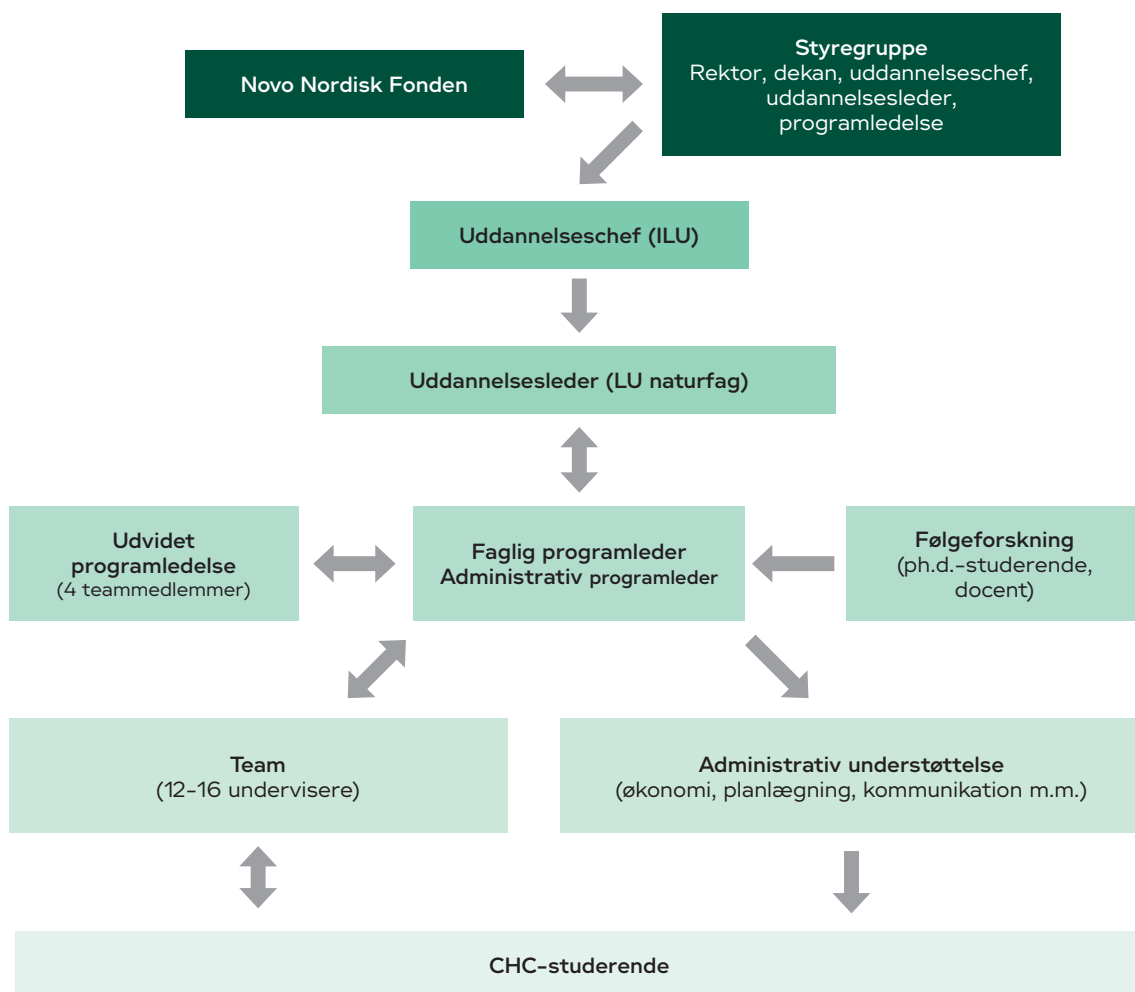 Novo Nordisk Fonden
Styregruppe
Rektor, dekan, uddannelseschef,
uddannelsesleder,
programledelse
Uddannelseschef (ILU)
Uddannelsesleder (LU naturfag)
Udvidet
programledelse
(4 teammedlemmer)
Faglig programleder
Administrativ programleder
Følgeforskning
(ph.d.-studerende,
docent)
Team
(12-16 undervisere)
Administrativ understøttelse
(økonomi, planlægning, kommunikation m.m.)
CHC-studerende